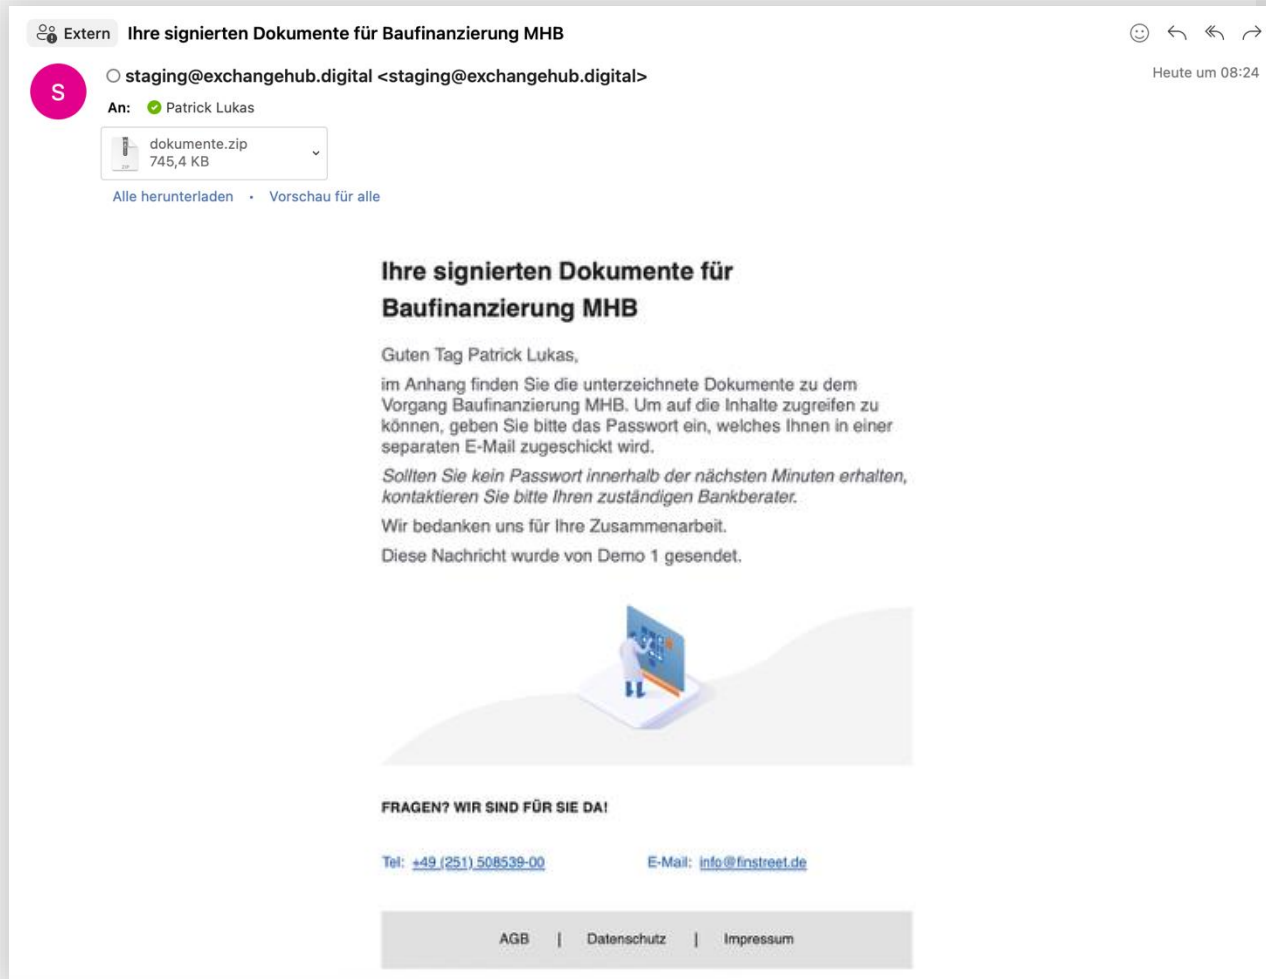 Extern Ihre signierten Dokumente für Baufinanzierung MHB
staging@exchangehub.digital <staging@exchangehub.digital>
Heute um 08:24
S
An: Patrick Lukas
dokumente.zip
745,4 KB
ZIP
Alle herunterladen • Vorschau für alle
Ihre signierten Dokumente für
Baufinanzierung MHB
Guten Tag Patrick Lukas,
im Anhang finden Sie die unterzeichnete Dokumente zu dem
Vorgang Baufinanzierung MHB. Um auf die Inhalte zugreifen zu
können, geben Sie bitte das Passwort ein, welches Ihnen in einer
separaten E-Mail zugeschickt wird.
Sollten Sie kein Passwort innerhalb der nächsten Minuten erhalten,
kontaktieren Sie bitte Ihren zuständigen Bankberater.
Wir bedanken uns für Ihre Zusammenarbeit.
Diese Nachricht wurde von Demo 1 gesendet.
FRAGEN? WIR SIND FÜR SIE DA!
Tel: +49 (251) 508539-00 E-Mail: info@finstreet.de
AGB | Datenschutz | Impressum